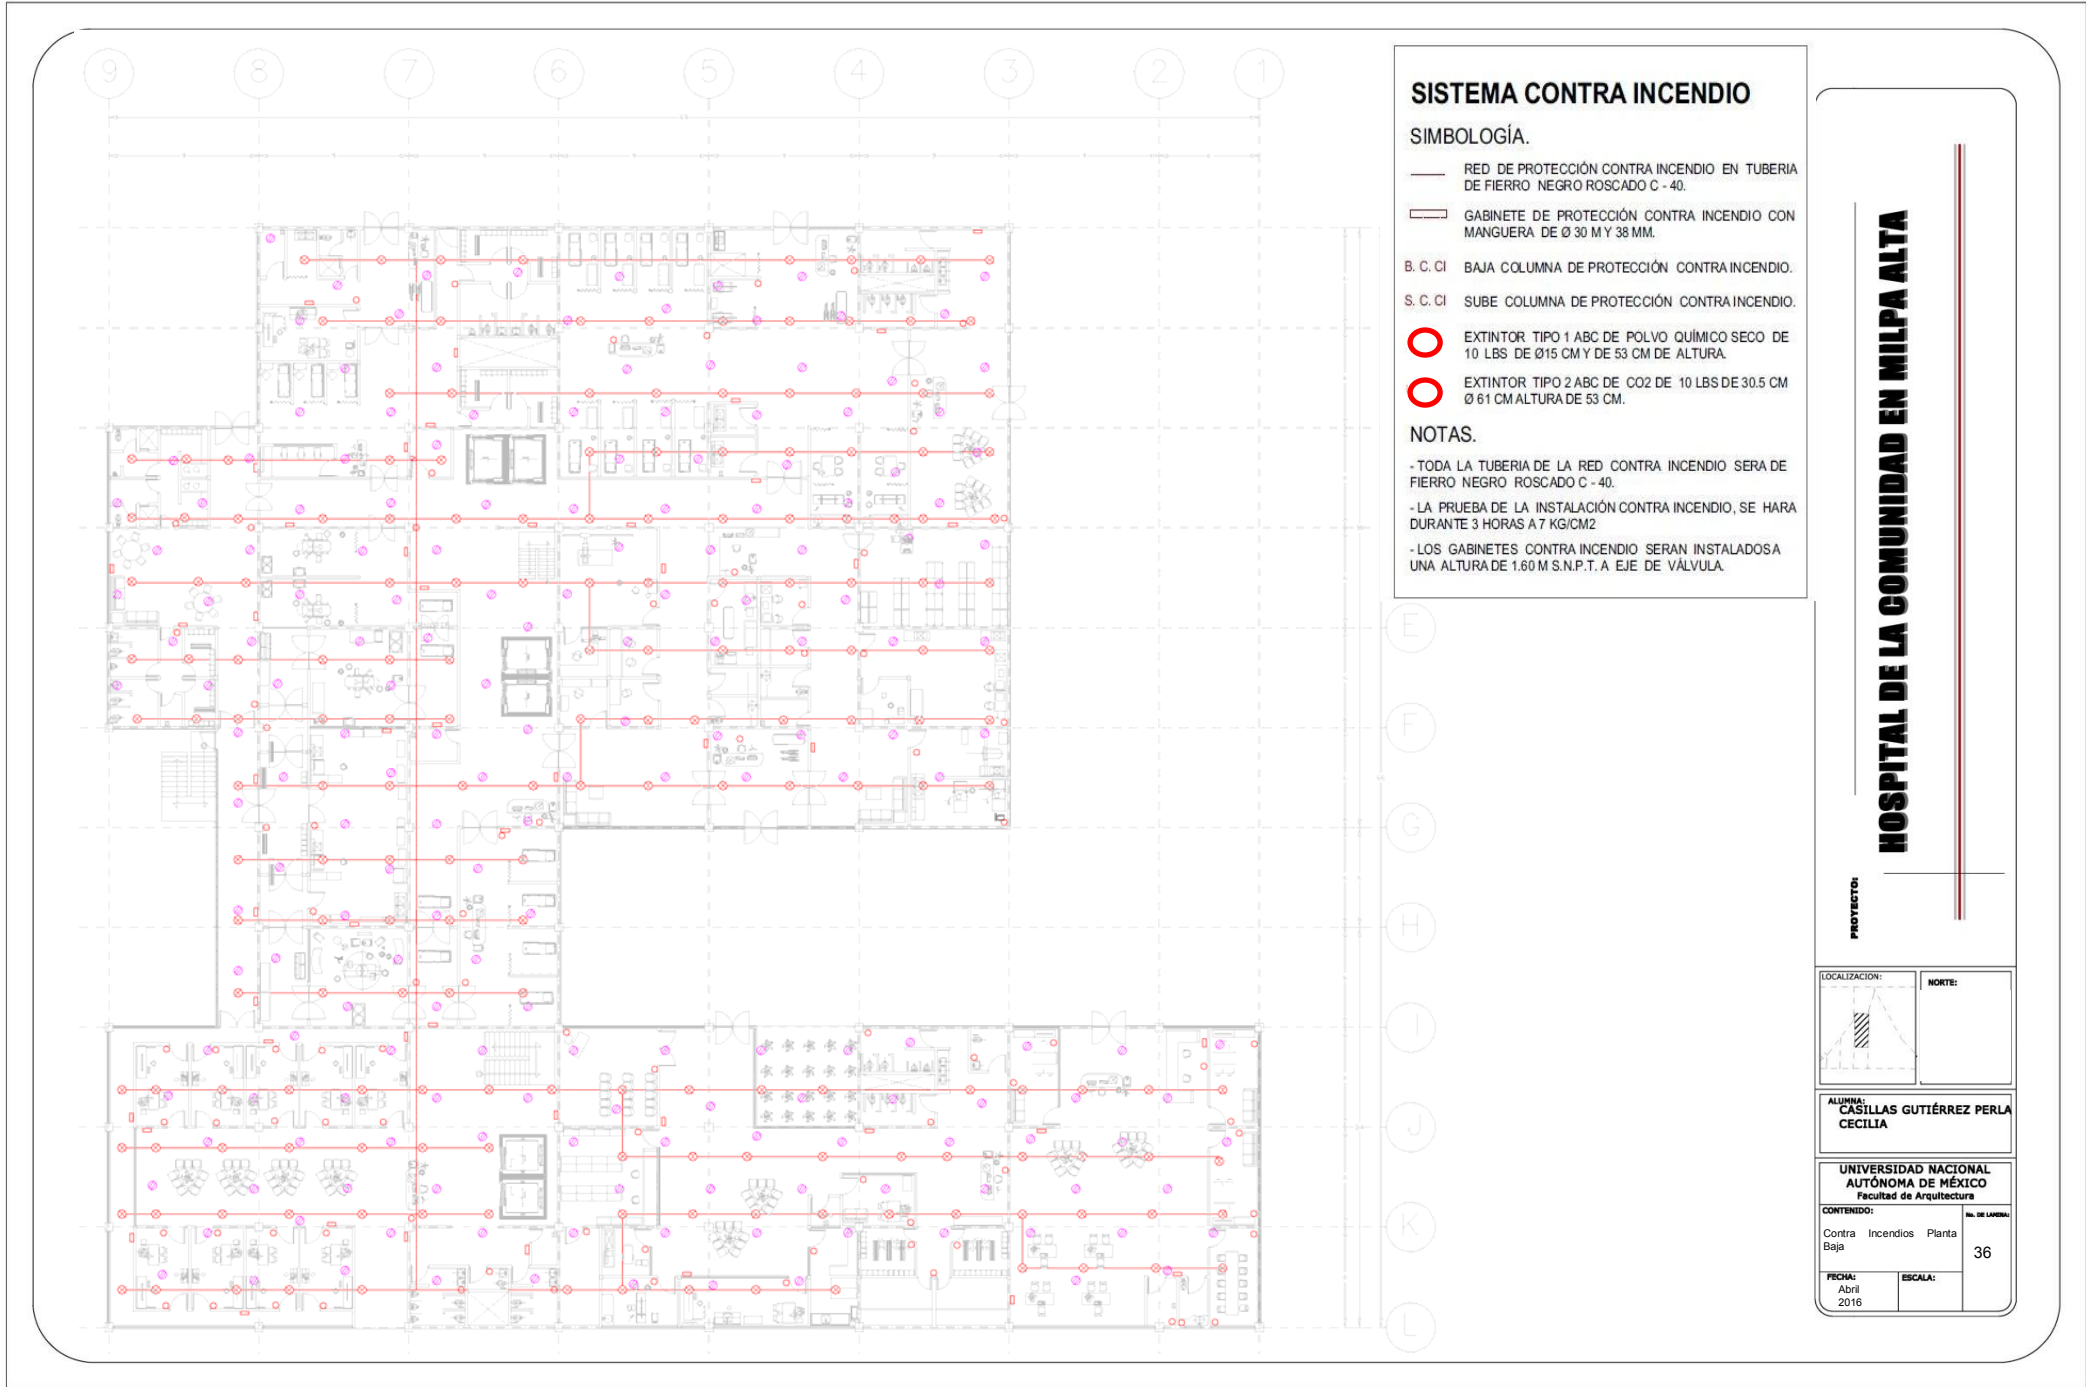 9 8 7 6 5 4 3 2 1
SISTEMA CONTRA INCENDIO
SIMBOLOGÍA.
RED DE PROTECCIÓN CONTRA INCENDIO EN TUBERIA
DE FIERRO NEGRO ROSCADO C - 40.
GABINETE DE PROTECCIÓN CONTRA INCENDIO CON
MANGUERA DE Ø 30 M Y 38 MM.
B. C. CI BAJA COLUMNA DE PROTECCIÓN CONTRA INCENDIO.
S. C. CI SUBE COLUMNA DE PROTECCIÓN CONTRA INCENDIO.
EXTINTOR TIPO 1 ABC DE POLVO QUÍMICO SECO DE
10 LBS DE Ø15 CM Y DE 53 CM DE ALTURA.
EXTINTOR TIPO 2 ABC DE CO2 DE 10 LBS DE 30.5 CM
Ø 61 CM ALTURA DE 53 CM.
NOTAS.
- TODA LA TUBERIA DE LA RED CONTRA INCENDIO SERA DE
FIERRO NEGRO ROSCADO C - 40.
- LA PRUEBA DE LA INSTALACIÓN CONTRA INCENDIO, SE HARA
DURANTE 3 HORAS A 7 KG/CM2
- LOS GABINETES CONTRA INCENDIO SERAN INSTALADOS A
UNA ALTURA DE 1.60 M S.N.P.T. A EJE DE VÁLVULA.
E
F
G
H
I
J
K
L
PROYECTO:
HOSPITAL DE LA COMUNIDAD EN MILPA ALTA
LOCALIZACION:
NORTE:
ALUMNA:
CASILLAS GUTIÉRREZ PERLA
CECILIA
UNIVERSIDAD NACIONAL
AUTÓNOMA DE MÉXICO
Facultad de Arquitectura
CONTENIDO:
Contra Incendios Planta
Baja
No. DE LAMINA:
36
FECHA:
Abril
2016
ESCALA: